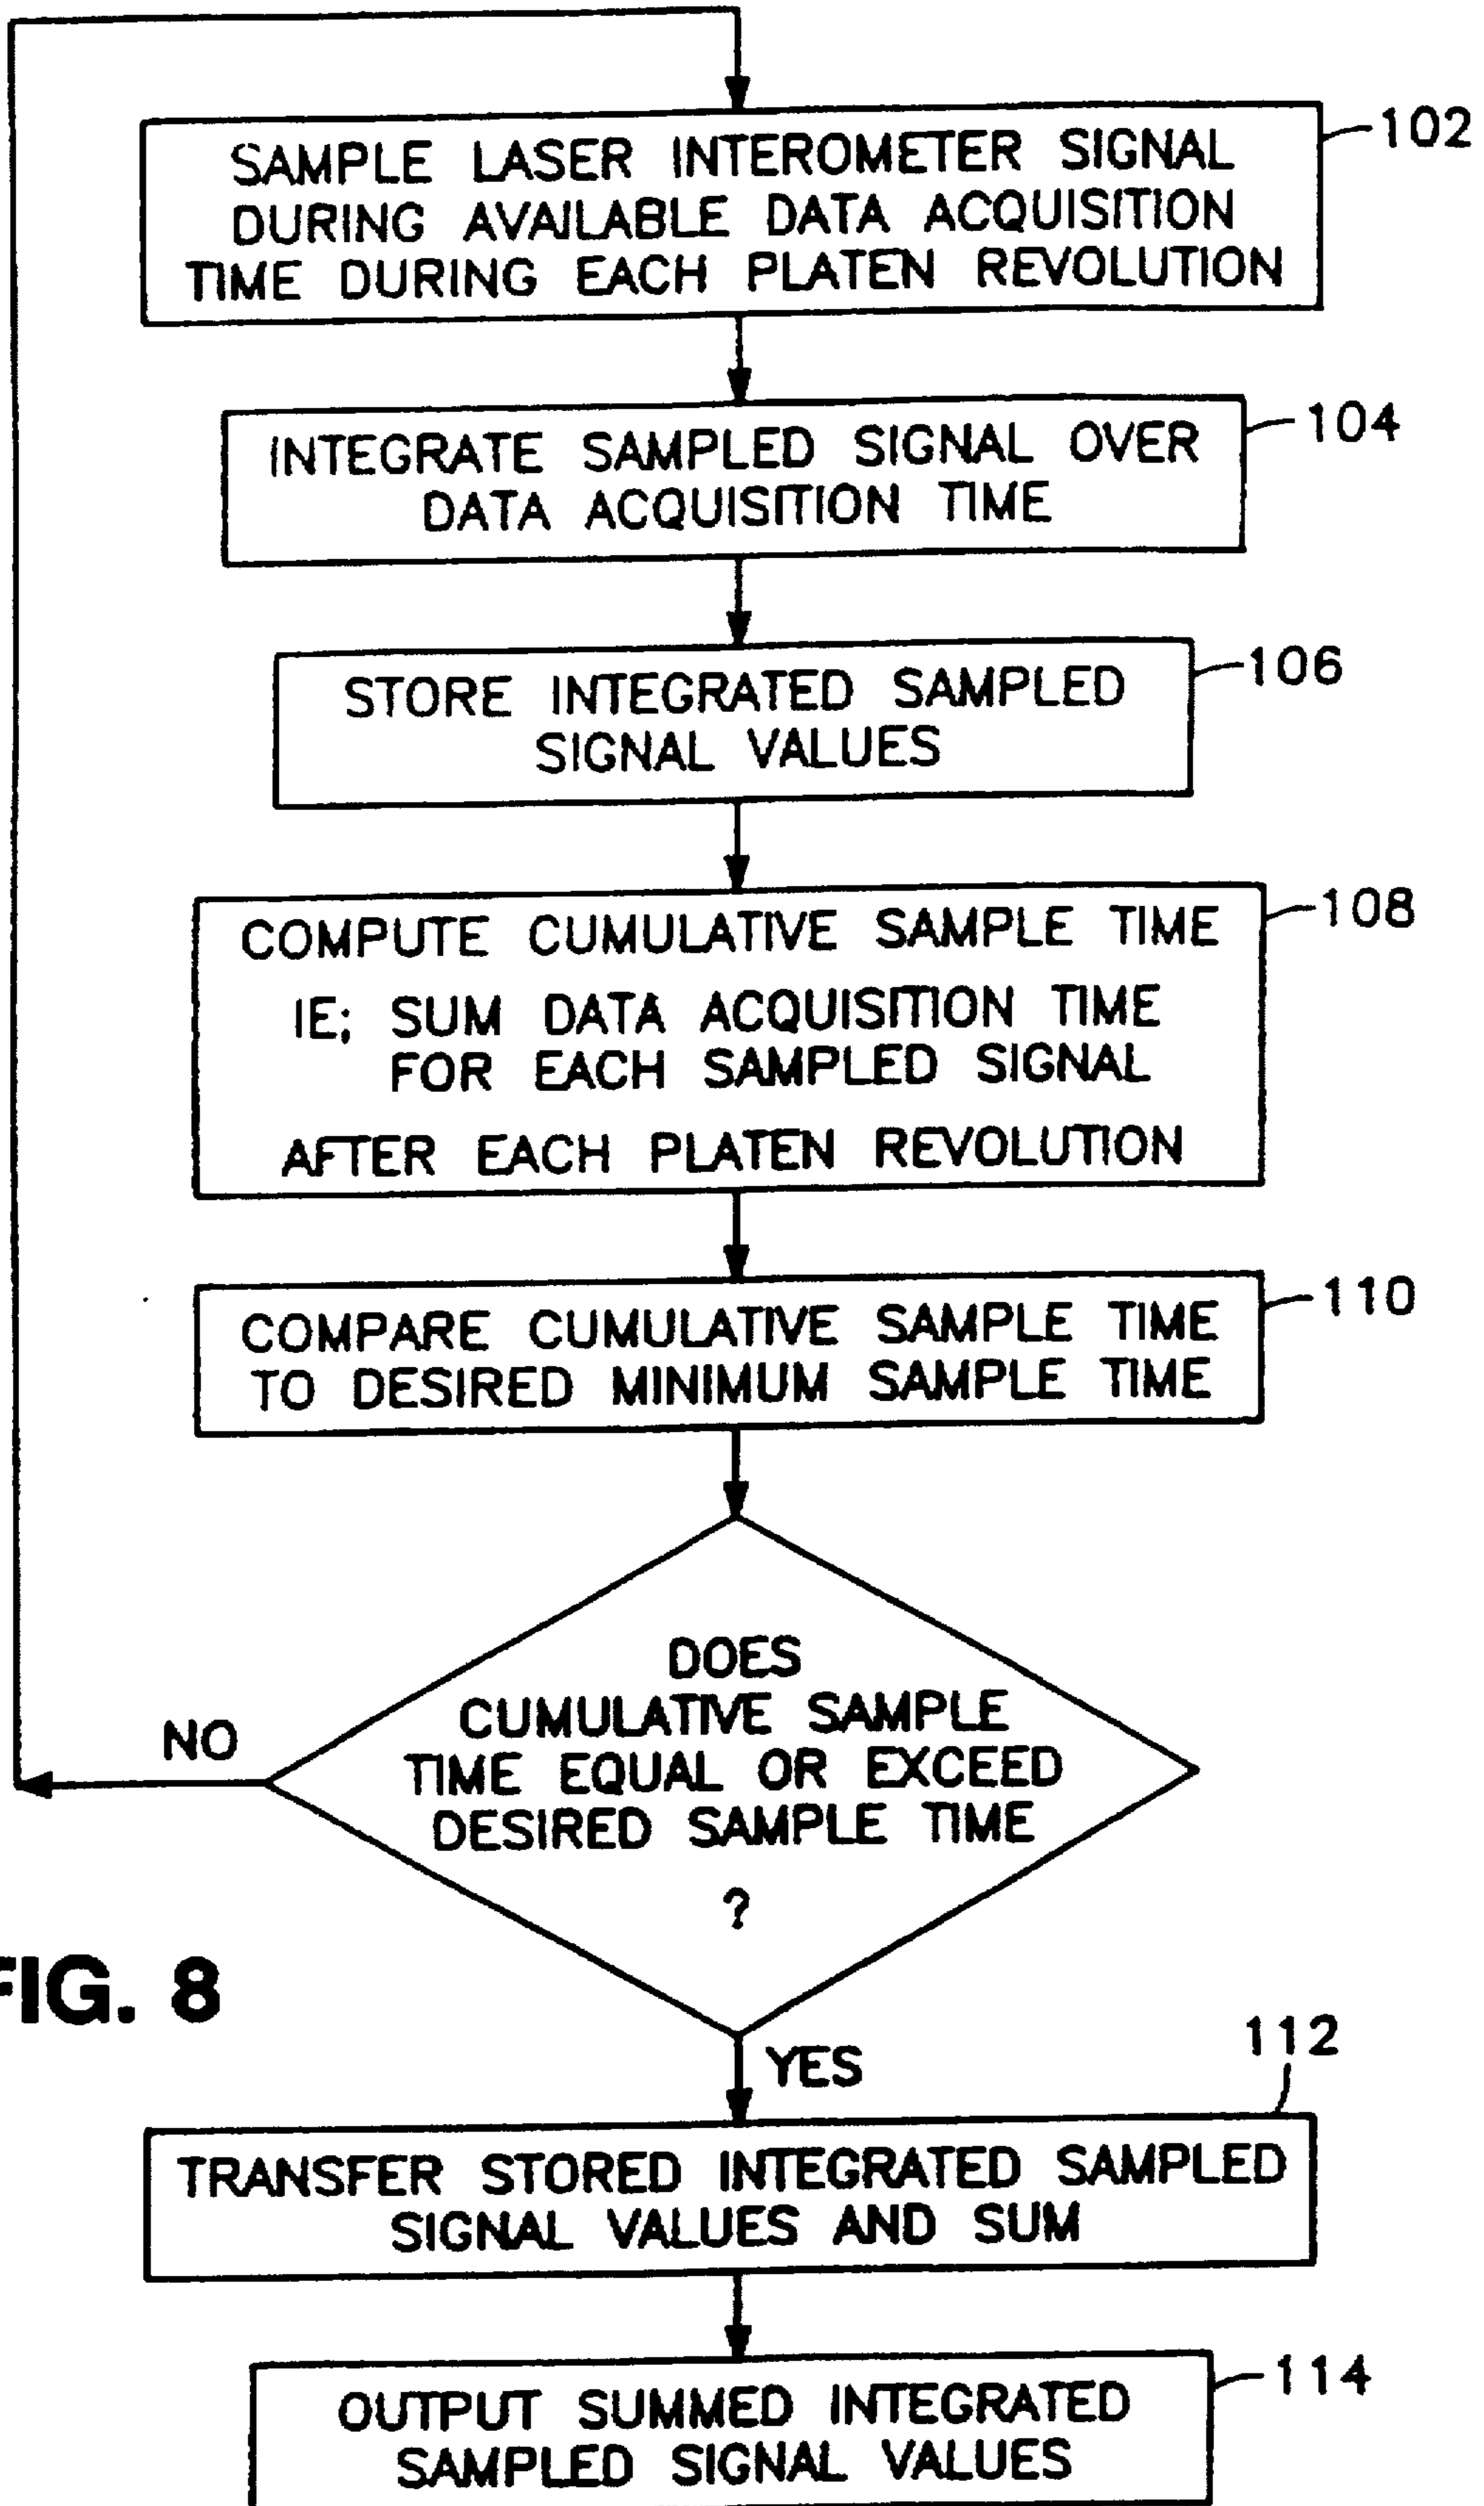 SAMPLE LASER INTEROMETER SIGNAL
DURING AVAILABLE DATA ACQUISITION
TIME DURING EACH PLATEN REVOLUTION
102
INTEGRATE SAMPLED SIGNAL OVER
DATA ACQUISITION TIME
104
STORE INTEGRATED SAMPLED
SIGNAL VALUES
106
COMPUTE CUMULATIVE SAMPLE TIME
IE; SUM DATA ACQUISITION TIME
FOR EACH SAMPLED SIGNAL
AFTER EACH PLATEN REVOLUTION
108
COMPARE CUMULATIVE SAMPLE TIME
TO DESIRED MINIMUM SAMPLE TIME
110
DOES
CUMULATIVE SAMPLE
TIME EQUAL OR EXCEED
DESIRED SAMPLE TIME
?
NO
FIG. 8
YES
112
TRANSFER STORED INTEGRATED SAMPLED
SIGNAL VALUES AND SUM
OUTPUT SUMMED INTEGRATED
SAMPLED SIGNAL VALUES
114